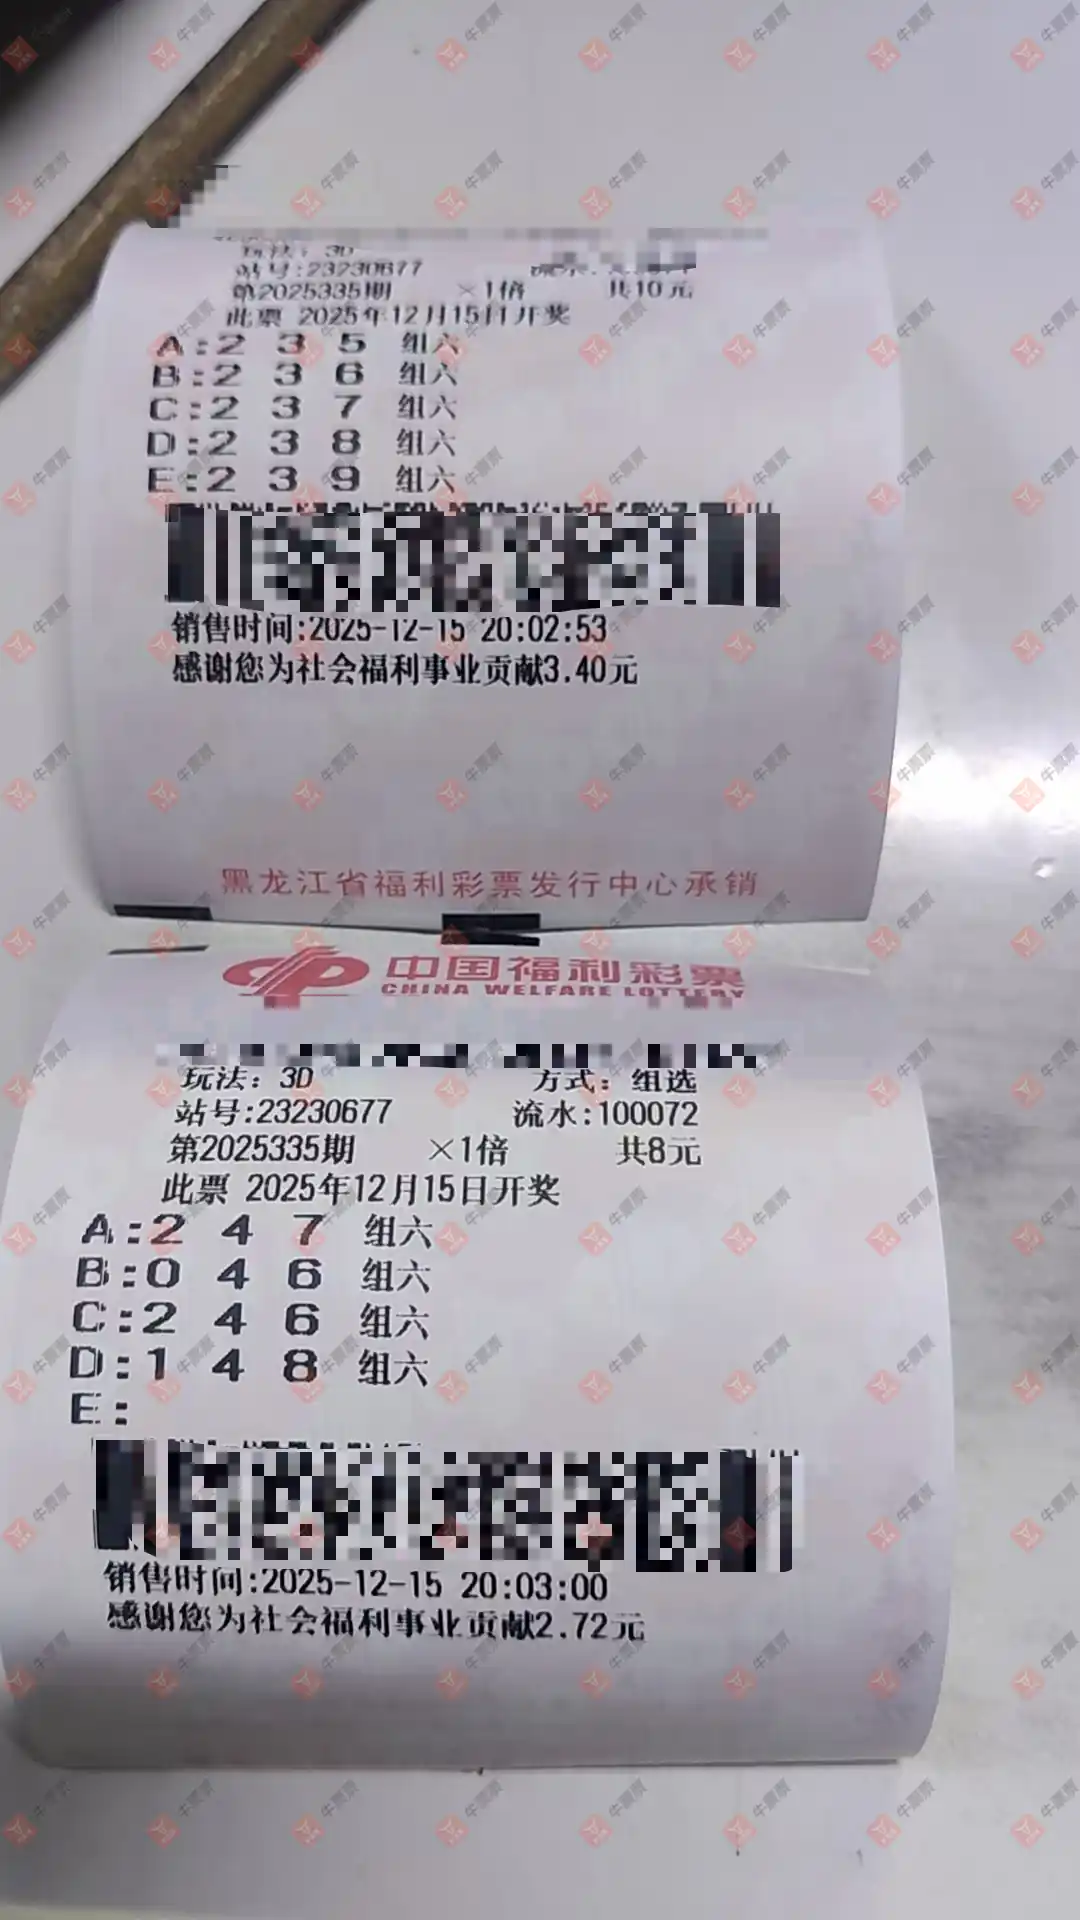 玩法：3D
站号:23230677
第2025335期 ×1倍 共10元
此票 2025年12月15日开奖
A:2 3 5 组六
B:2 3 6 组六
C:2 3 7 组六
D:2 3 8 组六
E:2 3 9 组六
销售时间:2025-12-15 20:02:53
感谢您为社会福利事业贡献3.40元
黑龙江省福利彩票发行中心承销
中国福利彩票
CHINA WELFARE LOTTERY
玩法：3D 方式：组选
站号:23230677 流水:100072
第2025335期 ×1倍 共8元
此票 2025年12月15日开奖
A:2 4 7 组六
B:0 4 6 组六
C:2 4 6 组六
D:1 4 8 组六
E:
销售时间:2025-12-15 20:03:00
感谢您为社会福利事业贡献2.72元
牛票票